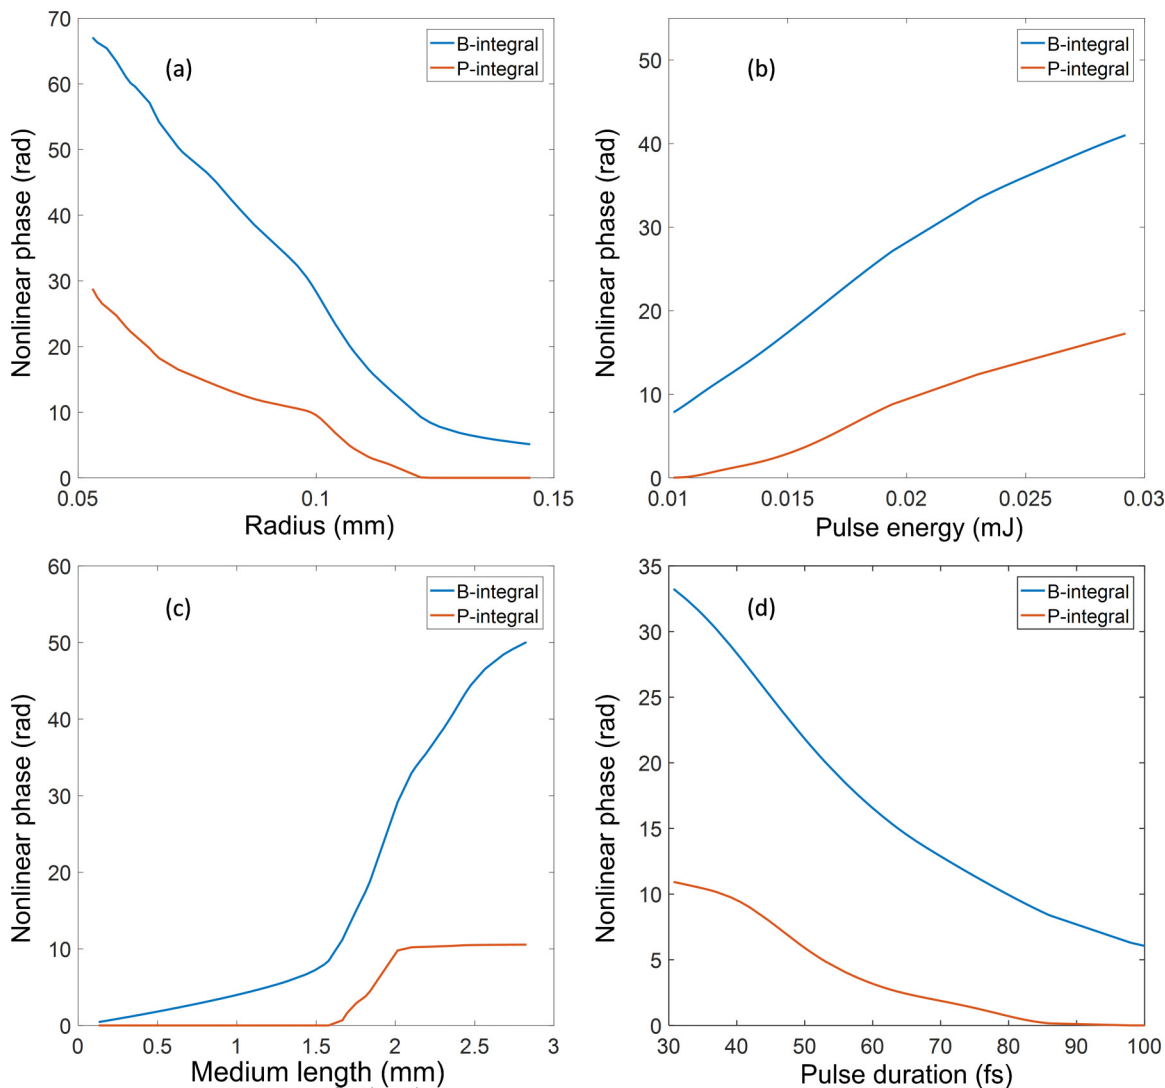 70
60
50
40
30
20
10
0
Nonlinear phase (rad)
(a)
B-integral
P-integral
0.05
0.1
0.15
Radius (mm)
50
40
30
20
10
0
Nonlinear phase (rad)
(b)
B-integral
P-integral
0.01
0.015
0.02
0.025
0.03
Pulse energy (mJ)
60
50
40
30
20
10
0
Nonlinear phase (rad)
(c)
B-integral
P-integral
0
0.5
1
1.5
2
2.5
3
Medium length (mm)
35
30
25
20
15
10
5
0
Nonlinear phase (rad)
(d)
B-integral
P-integral
30
40
50
60
70
80
90
100
Pulse duration (fs)